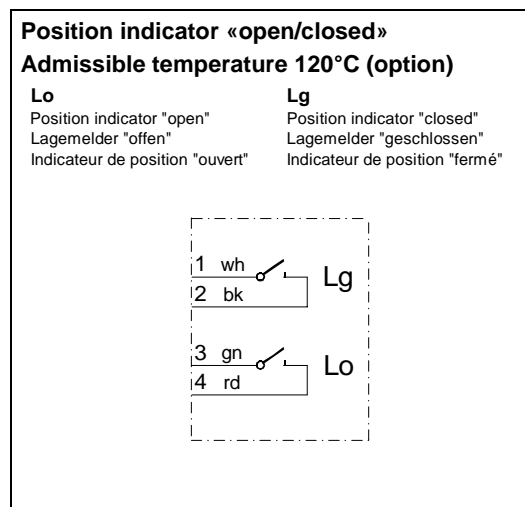 Position indicator «open/closed»
Admissible temperature 120°C (option)
Lo
Position indicator "open"
Lagemelder "offen"
Indicateur de position "ouvert"
Lg
Position indicator "closed"
Lagemelder "geschlossen"
Indicateur de position "fermé"
1 wh
2 bk
Lg
3 gn
4 rd
Lo